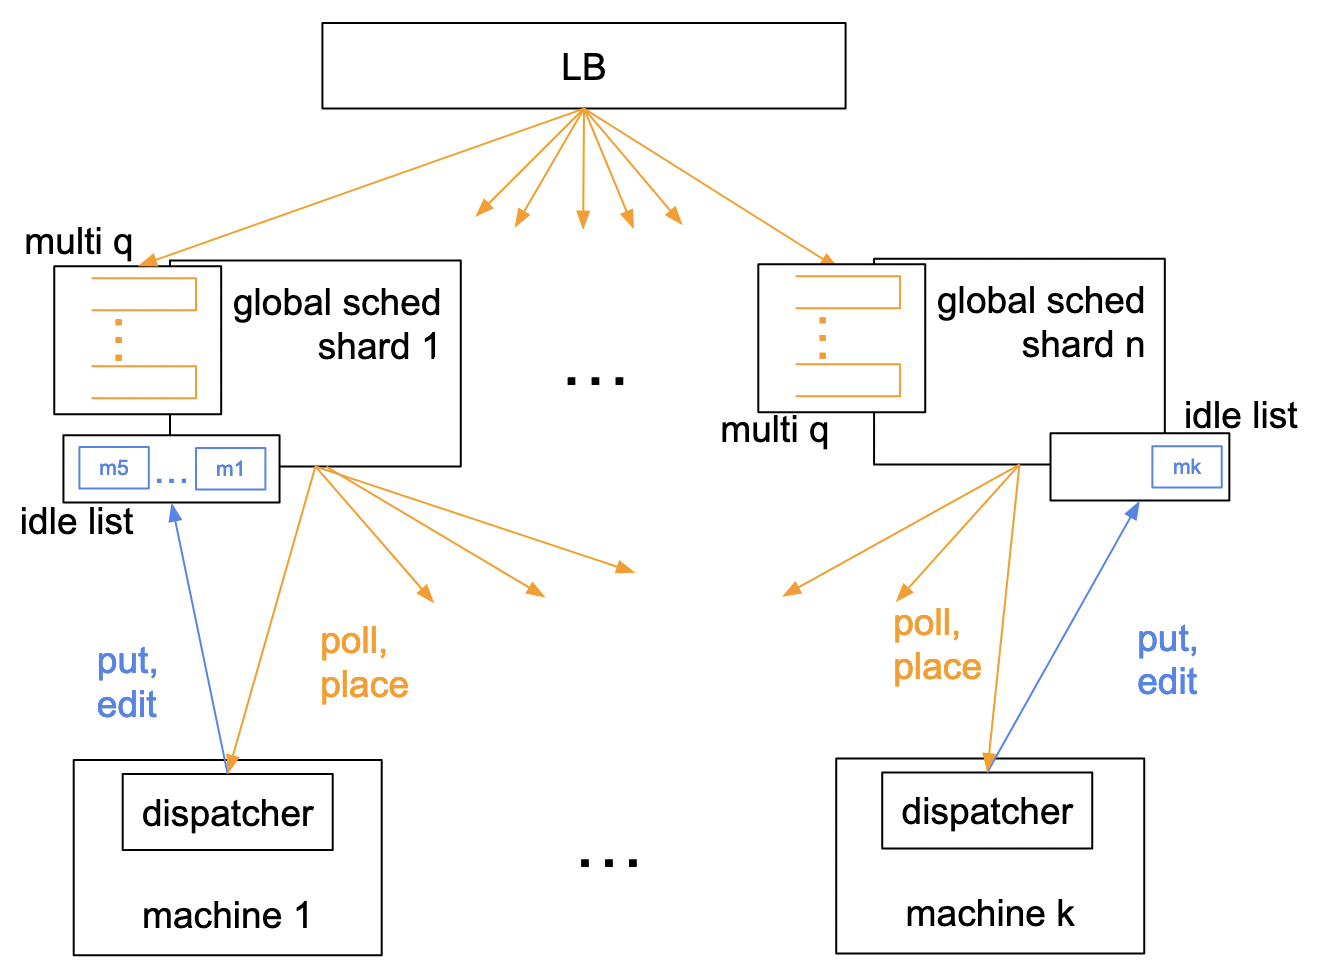 LB
multi q
global sched
shard 1
...
global sched
shard n
multi q
idle list
m5
...
m1
mk
idle list
put,
edit
poll,
place
poll,
place
put,
edit
dispatcher
machine 1
...
dispatcher
machine k